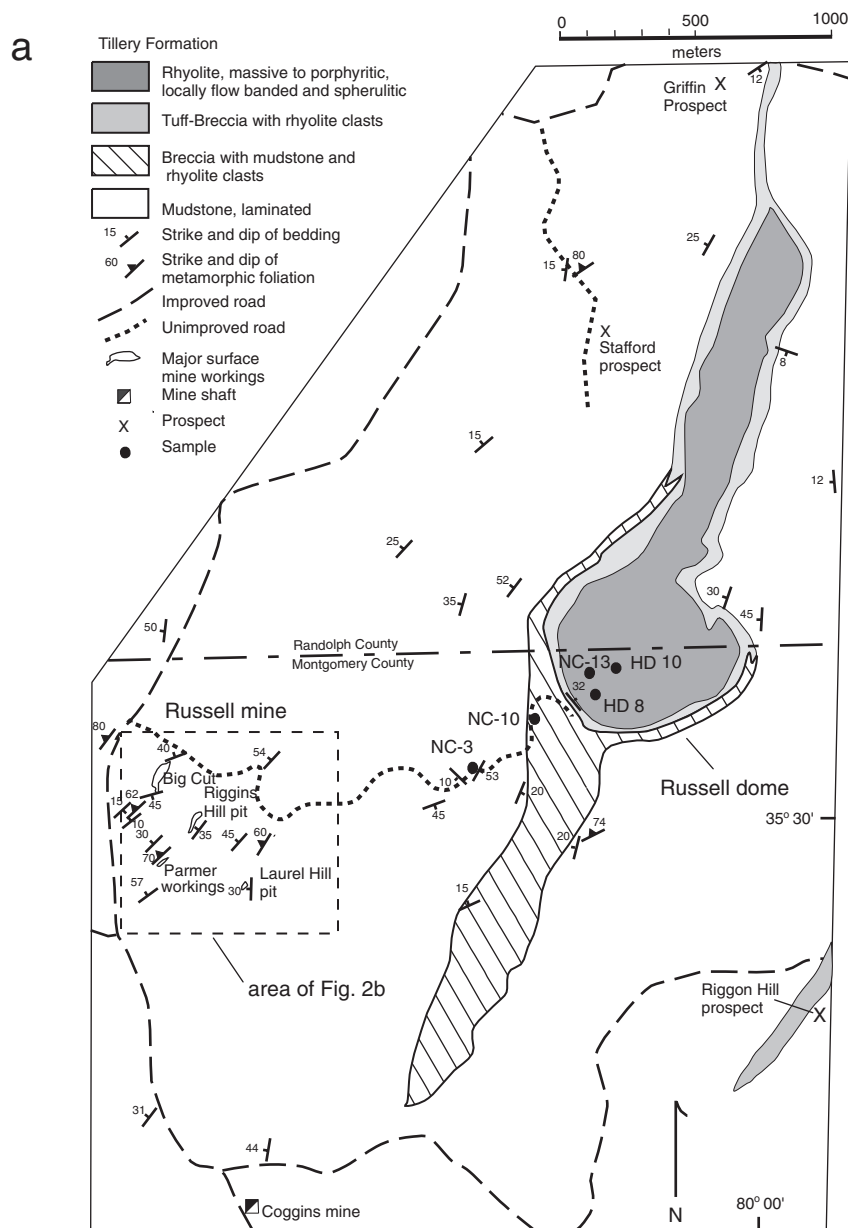 a
0 500 1000
meters
Tillery Formation
Rhyolite, massive to porphyritic,
locally flow banded and spherulitic
Tuff-Breccia with rhyolite clasts
Breccia with mudstone and
rhyolite clasts
Mudstone, laminated
15 Strike and dip of bedding
60 Strike and dip of
metamorphic foliation
Improved road
Unimproved road
Major surface
mine workings
Mine shaft
X Prospect
Sample
Griffin X
Prospect
12
25
15 80
X
Stafford
prospect
8
15
12
25
52
35
30
45
50
Randolph County
Montgomery County
NC-13 HD 10
32
HD 8
Russell mine
NC-10
80
40
54
NC-3
Big Cut
10 53
Russell dome
62
15 45
Riggins
Hill pit
20
45
10
35° 30'
30
35
45
60
74
20
70
Parmer
workings
Laurel Hill
pit
30
57
15
area of Fig. 2b
Riggon Hill
prospect
X
31
44
Coggins mine
N
80° 00'